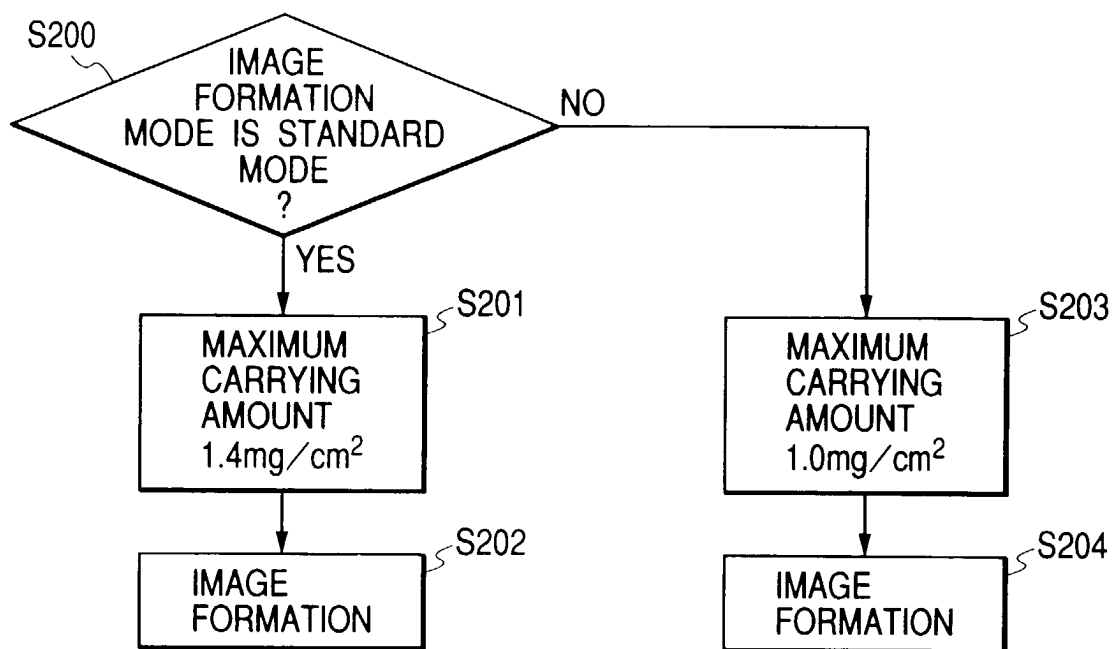 S200
IMAGE
FORMATION
MODE IS STANDARD
MODE
?
NO
YES
S201
MAXIMUM
CARRYING
AMOUNT
1.4mg/cm²
S203
MAXIMUM
CARRYING
AMOUNT
1.0mg/cm²
S202
IMAGE
FORMATION
S204
IMAGE
FORMATION